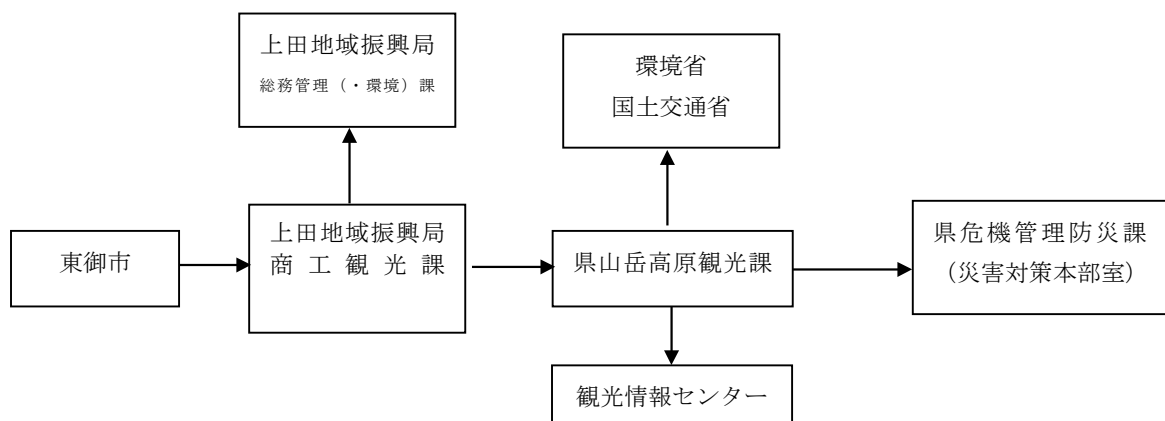 上田地域振興局
総務管理(・環境)課
環境省
国土交通省
東御市
上田地域振興局
商工観光課
県山岳高原観光課
県危機管理防災課
(災害対策本部室)
観光情報センター